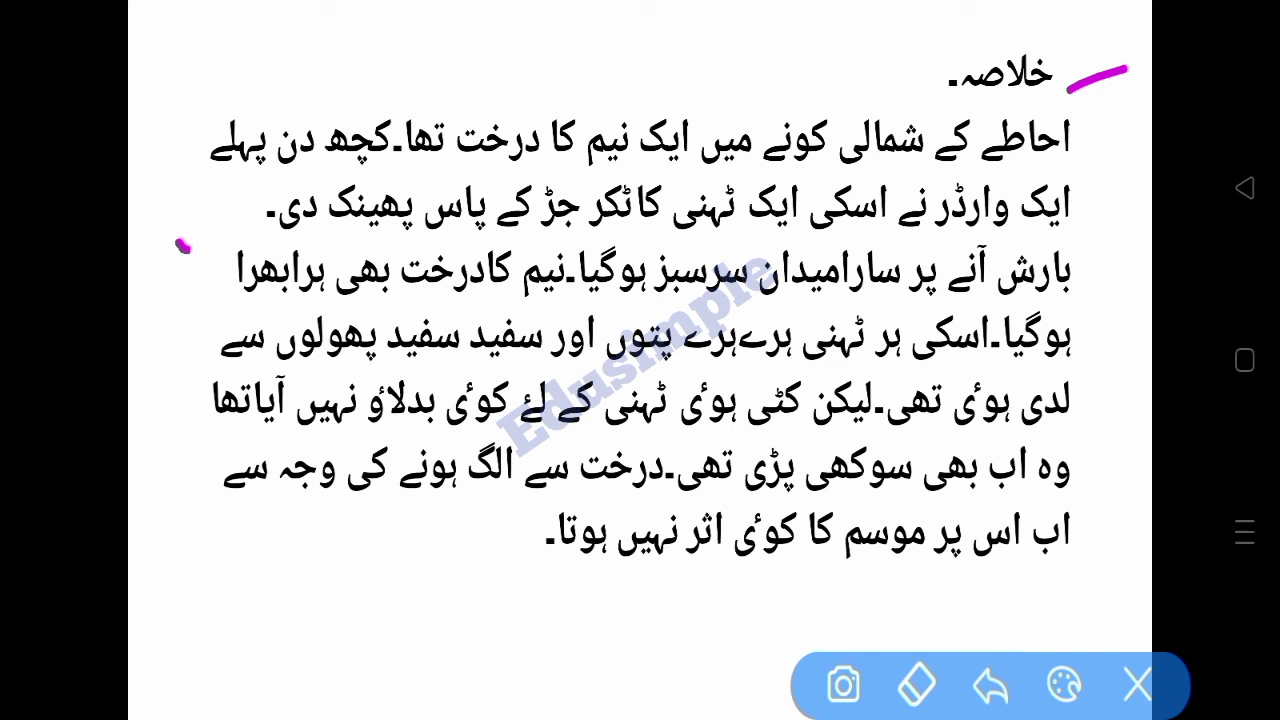 خلاصہ۔
احاطے کے شمالی کونے میں ایک نیم کا درخت تھا۔کچھ دن پہلے
ایک وارڈر نے اسکی ایک ٹہنی کاٹکر جڑ کے پاس پھینک دی۔
بارش آنے پر سارامیدان سرسبز ہوگیا۔نیم کادرخت بھی ہرابھرا
ہوگیا۔اسکی ہر ٹہنی ہرےہرے پتوں اور سفید سفید پھولوں سے
لدی ہوئی تھی۔لیکن کٹی ہوئی ٹہنی کے لئے کوئی بدلاؤ نہیں آیاتھا
وہ اب بھی سوکھی پڑی تھی۔درخت سے الگ ہونے کی وجہ سے
اب اس پر موسم کا کوئی اثر نہیں ہوتا۔
Edusimple